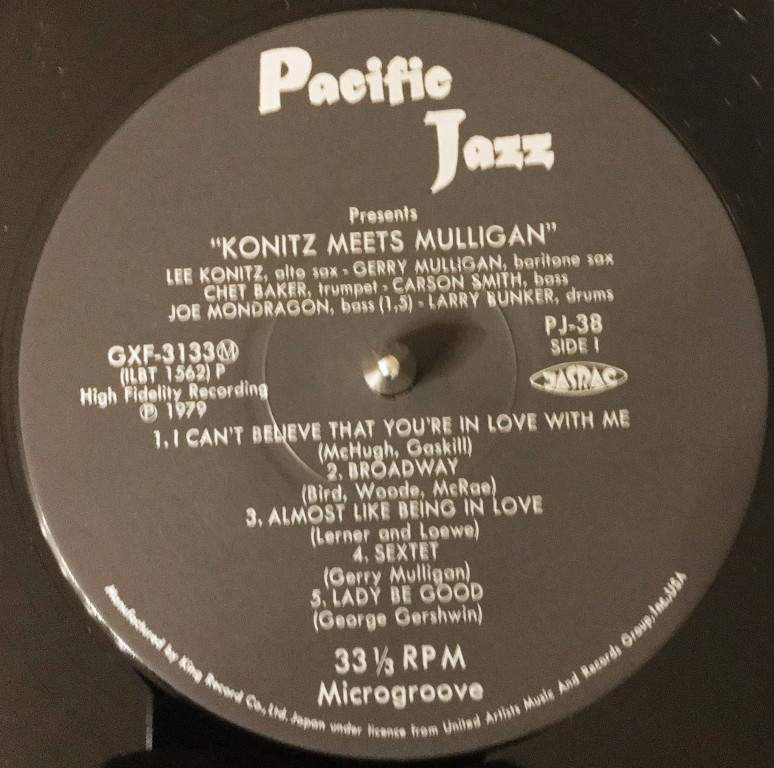 Pacific
Jazz
Presents
"KONITZ MEETS MULLIGAN"
LEE KONITZ, alto sax - GERRY MULLIGAN, baritone sax
CHET BAKER, trumpet - CARSON SMITH, bass
JOE MONDRAGON, bass (1,5) - LARRY BUNKER, drums
GXF-3133Ⓜ
(ILBT 1562) P
High Fidelity Recording
Ⓟ 1979
PJ-38
SIDE I
JASRAC
1. I CAN'T BELIEVE THAT YOU'RE IN LOVE WITH ME
(McHugh, Gaskill)
2. BROADWAY
(Bird, Woode, McRae)
3. ALMOST LIKE BEING IN LOVE
(Lerner and Loewe)
4. SEXTET
(Gerry Mulligan)
5. LADY BE GOOD
(George Gershwin)
33 ⅓ RPM
Microgroove
Manufactured by King Record Co., Ltd. Japan under licence from United Artists Music And Records Group, Inc., USA